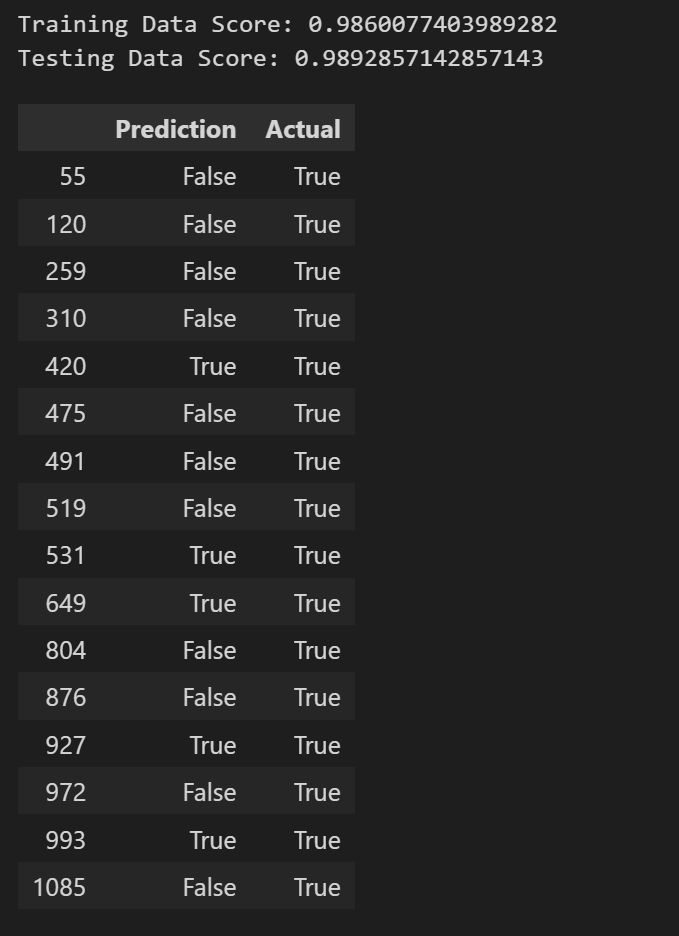 Training Data Score: 0.9860077403989282
Testing Data Score: 0.9892857142857143
Prediction Actual
55 False True
120 False True
259 False True
310 False True
420 True True
475 False True
491 False True
519 False True
531 True True
649 True True
804 False True
876 False True
927 True True
972 False True
993 True True
1085 False True